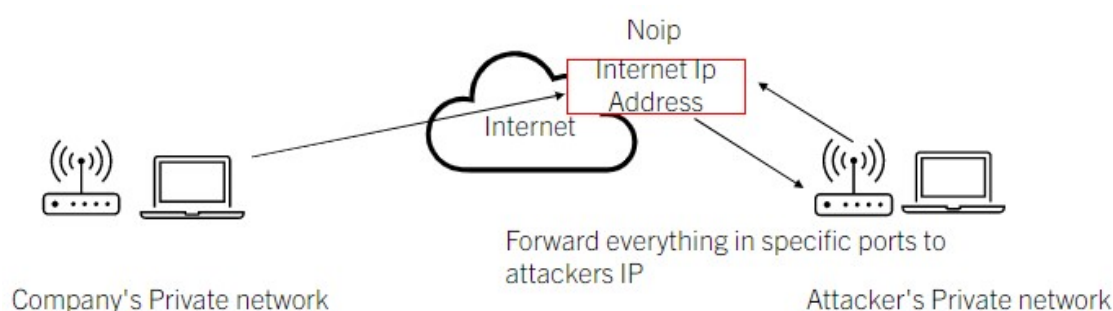 Noip
Internet Ip
Address
Internet
Forward everything in specific ports to
attackers IP
Company's Private network
Attacker's Private network